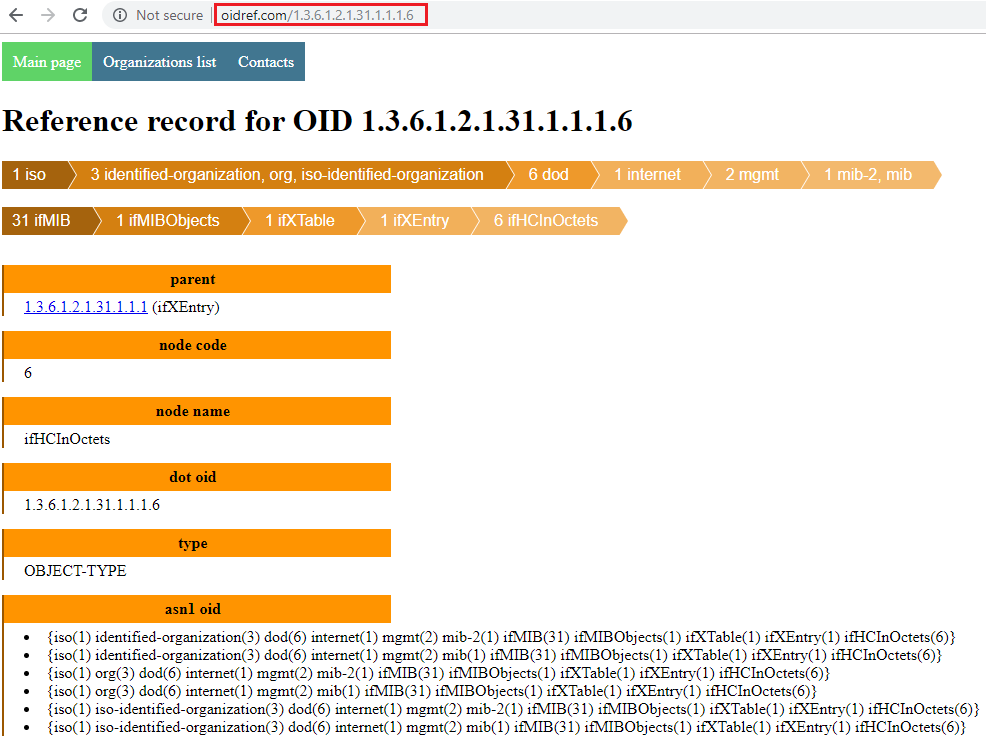 Not secure | oidref.com/1.3.6.1.2.1.31.1.1.1.6
Main page Organizations list Contacts
Reference record for OID 1.3.6.1.2.1.31.1.1.1.6
1 iso 3 identified-organization, org, iso-identified-organization 6 dod 1 internet 2 mgmt 1 mib-2, mib
31 ifMIB 1 ifMIBObjects 1 ifXTable 1 ifXEntry 6 ifHCInOctets
parent
1.3.6.1.2.1.31.1.1.1 (ifXEntry)
node code
6
node name
ifHCInOctets
dot oid
1.3.6.1.2.1.31.1.1.1.6
type
OBJECT-TYPE
asn1 oid
• {iso(1) identified-organization(3) dod(6) internet(1) mgmt(2) mib-2(1) ifMIB(31) ifMIBObjects(1) ifXTable(1) ifXEntry(1) ifHCInOctets(6)}
• {iso(1) identified-organization(3) dod(6) internet(1) mgmt(2) mib(1) ifMIB(31) ifMIBObjects(1) ifXTable(1) ifXEntry(1) ifHCInOctets(6)}
• {iso(1) org(3) dod(6) internet(1) mgmt(2) mib-2(1) ifMIB(31) ifMIBObjects(1) ifXTable(1) ifXEntry(1) ifHCInOctets(6)}
• {iso(1) org(3) dod(6) internet(1) mgmt(2) mib(1) ifMIB(31) ifMIBObjects(1) ifXTable(1) ifXEntry(1) ifHCInOctets(6)}
• {iso(1) iso-identified-organization(3) dod(6) internet(1) mgmt(2) mib-2(1) ifMIB(31) ifMIBObjects(1) ifXTable(1) ifXEntry(1) ifHCInOctets(6)}
• {iso(1) iso-identified-organization(3) dod(6) internet(1) mgmt(2) mib(1) ifMIB(31) ifMIBObjects(1) ifXTable(1) ifXEntry(1) ifHCInOctets(6)}